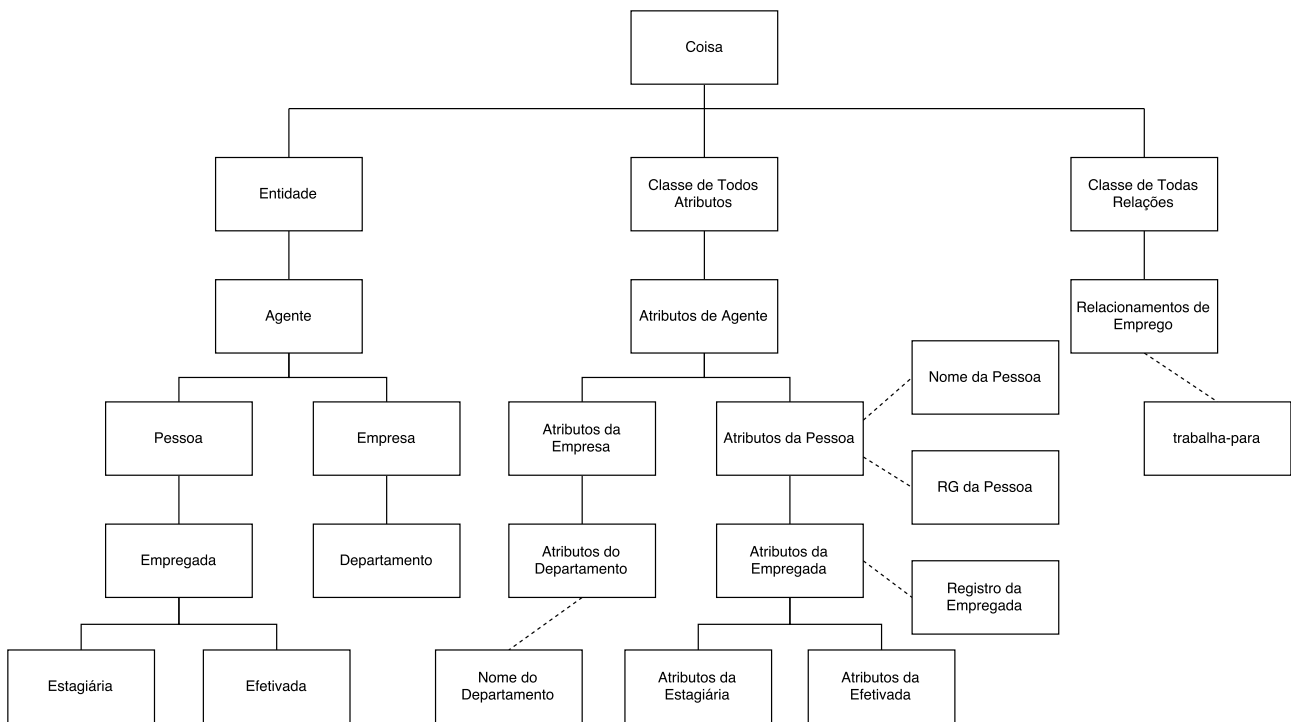 Coisa
Entidade
Classe de Todos
Atributos
Classe de Todas
Relações
Agente
Atributos de Agente
Relacionamentos de
Emprego
Nome da Pessoa
Pessoa
Empresa
Atributos da
Empresa
Atributos da Pessoa
trabalha-para
RG da Pessoa
Empregada
Departamento
Atributos do
Departamento
Atributos da
Empregada
Registro da
Empregada
Estagiária
Efetivada
Nome do
Departamento
Atributos da
Estagiária
Atributos da
Efetivada